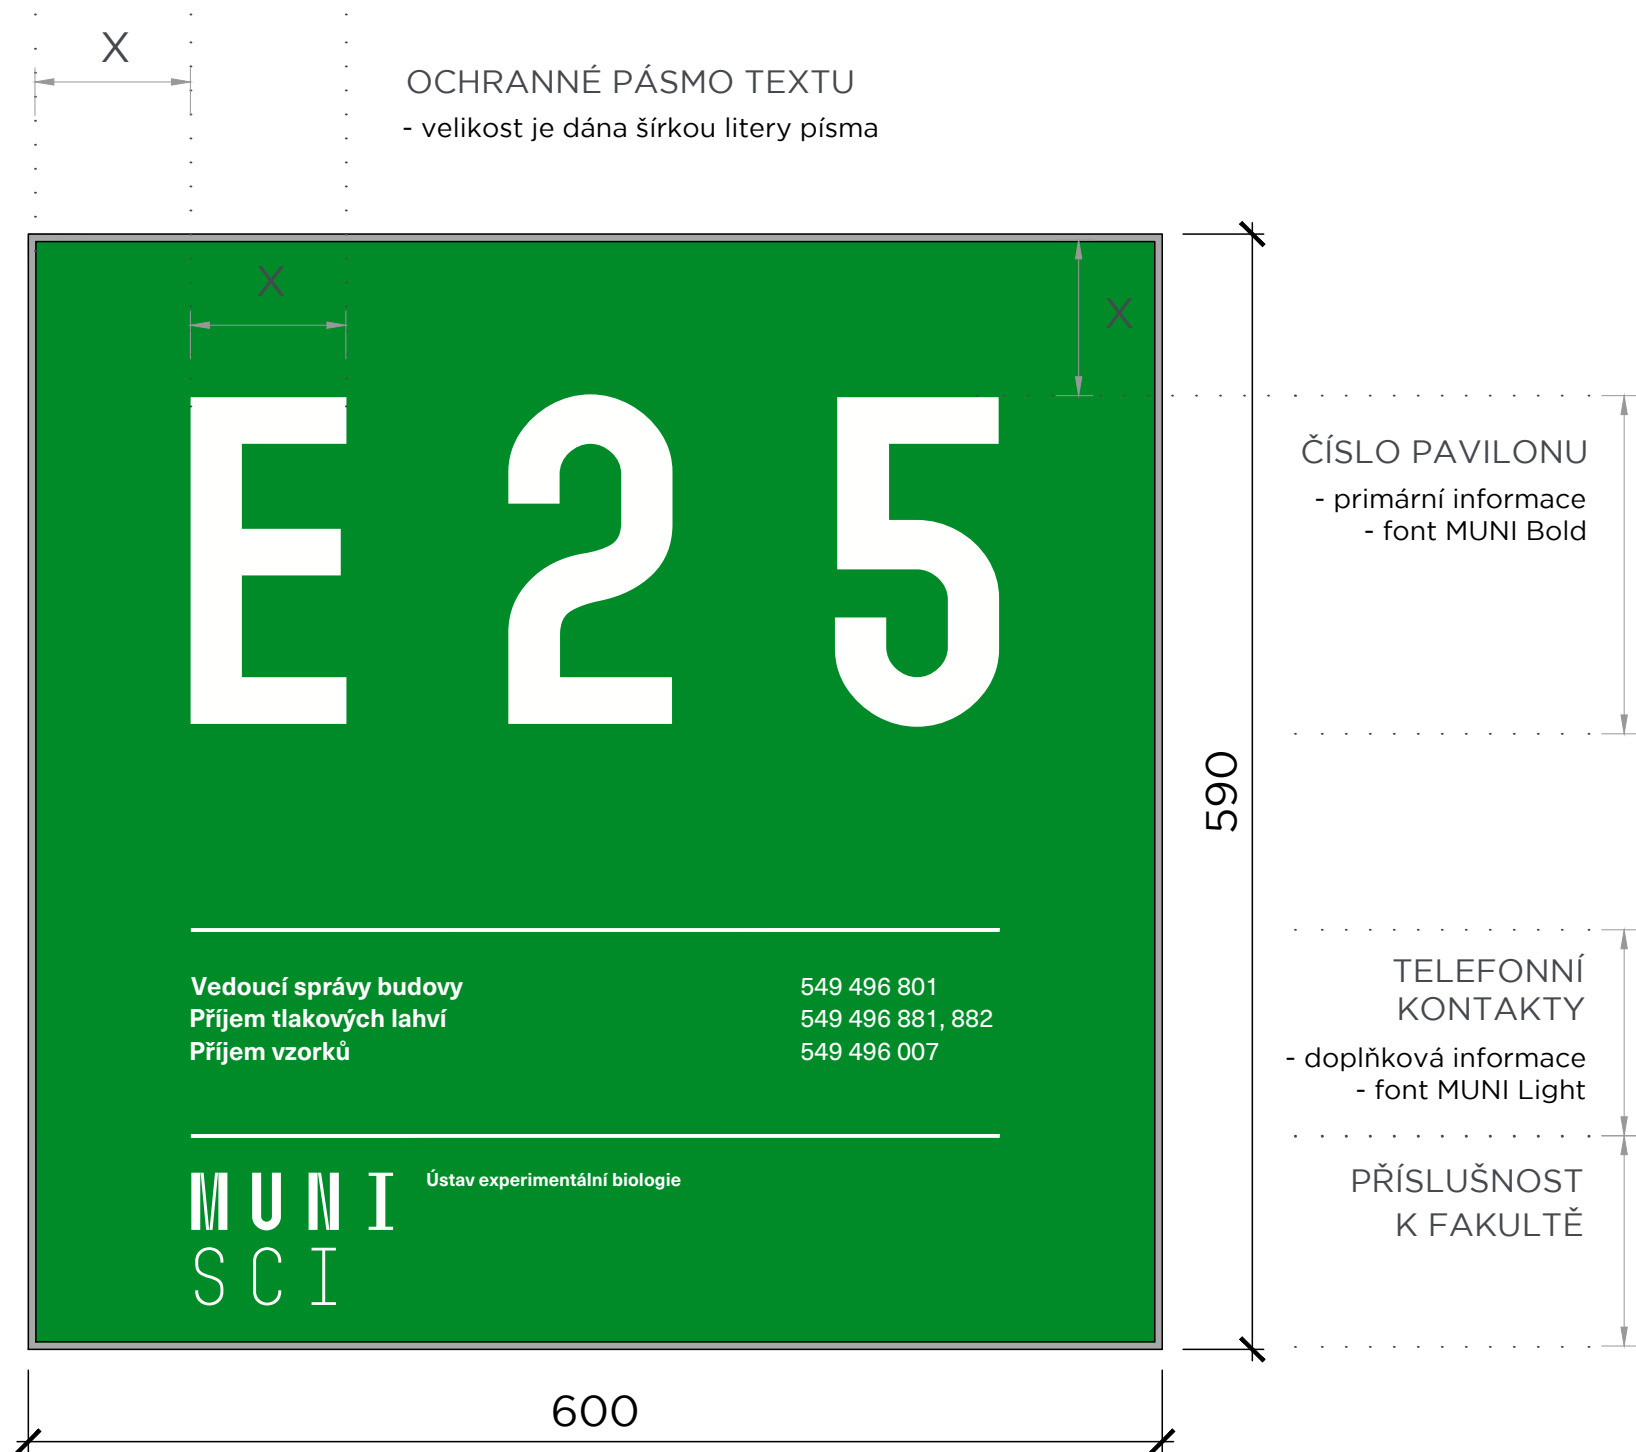 X
OCHRANNÉ PÁSMO TEXTU
- velikost je dána šírkou litery písma
X
X
E25
ČÍSLO PAVILONU
- primární informace
- font MUNI Bold
590
Vedoucí správy budovy 549 496 801
Příjem tlakových lahví 549 496 881, 882
Příjem vzorků 549 496 007
TELEFONNÍ
KONTAKTY
- doplňková informace
- font MUNI Light
MUNI
SCI
Ústav experimentální biologie
PŘÍSLUŠNOST
K FAKULTĚ
600